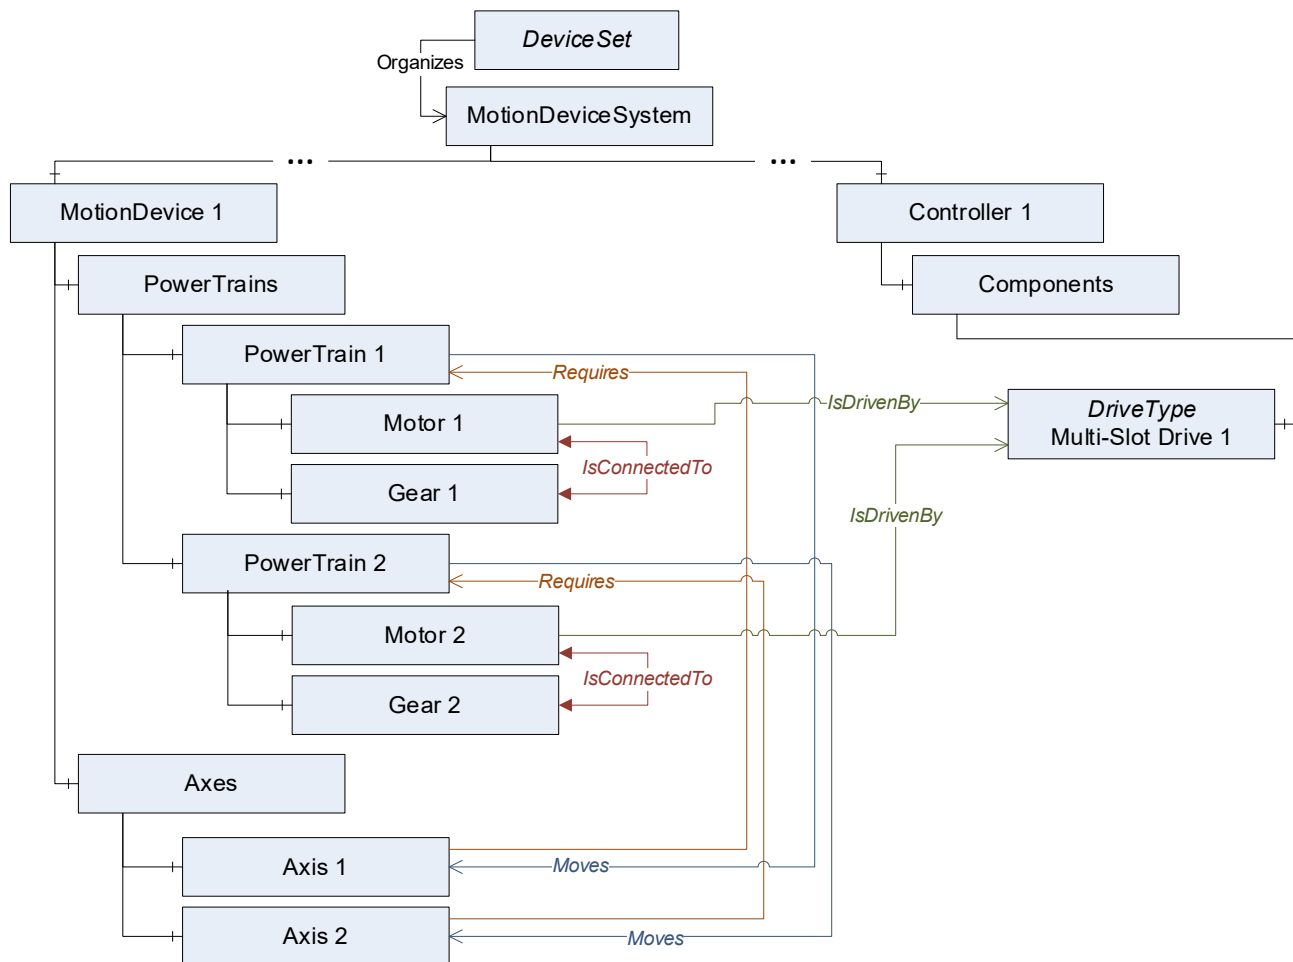 DeviceSet
Organizes
MotionDeviceSystem
... ...
MotionDevice 1
Controller 1
PowerTrains
Components
PowerTrain 1
Requires
Motor 1
IsDrivenBy
DriveType
Multi-Slot Drive 1
IsConnectedTo
Gear 1
IsDrivenBy
PowerTrain 2
Requires
Motor 2
IsConnectedTo
Gear 2
Axes
Axis 1
Moves
Axis 2
Moves